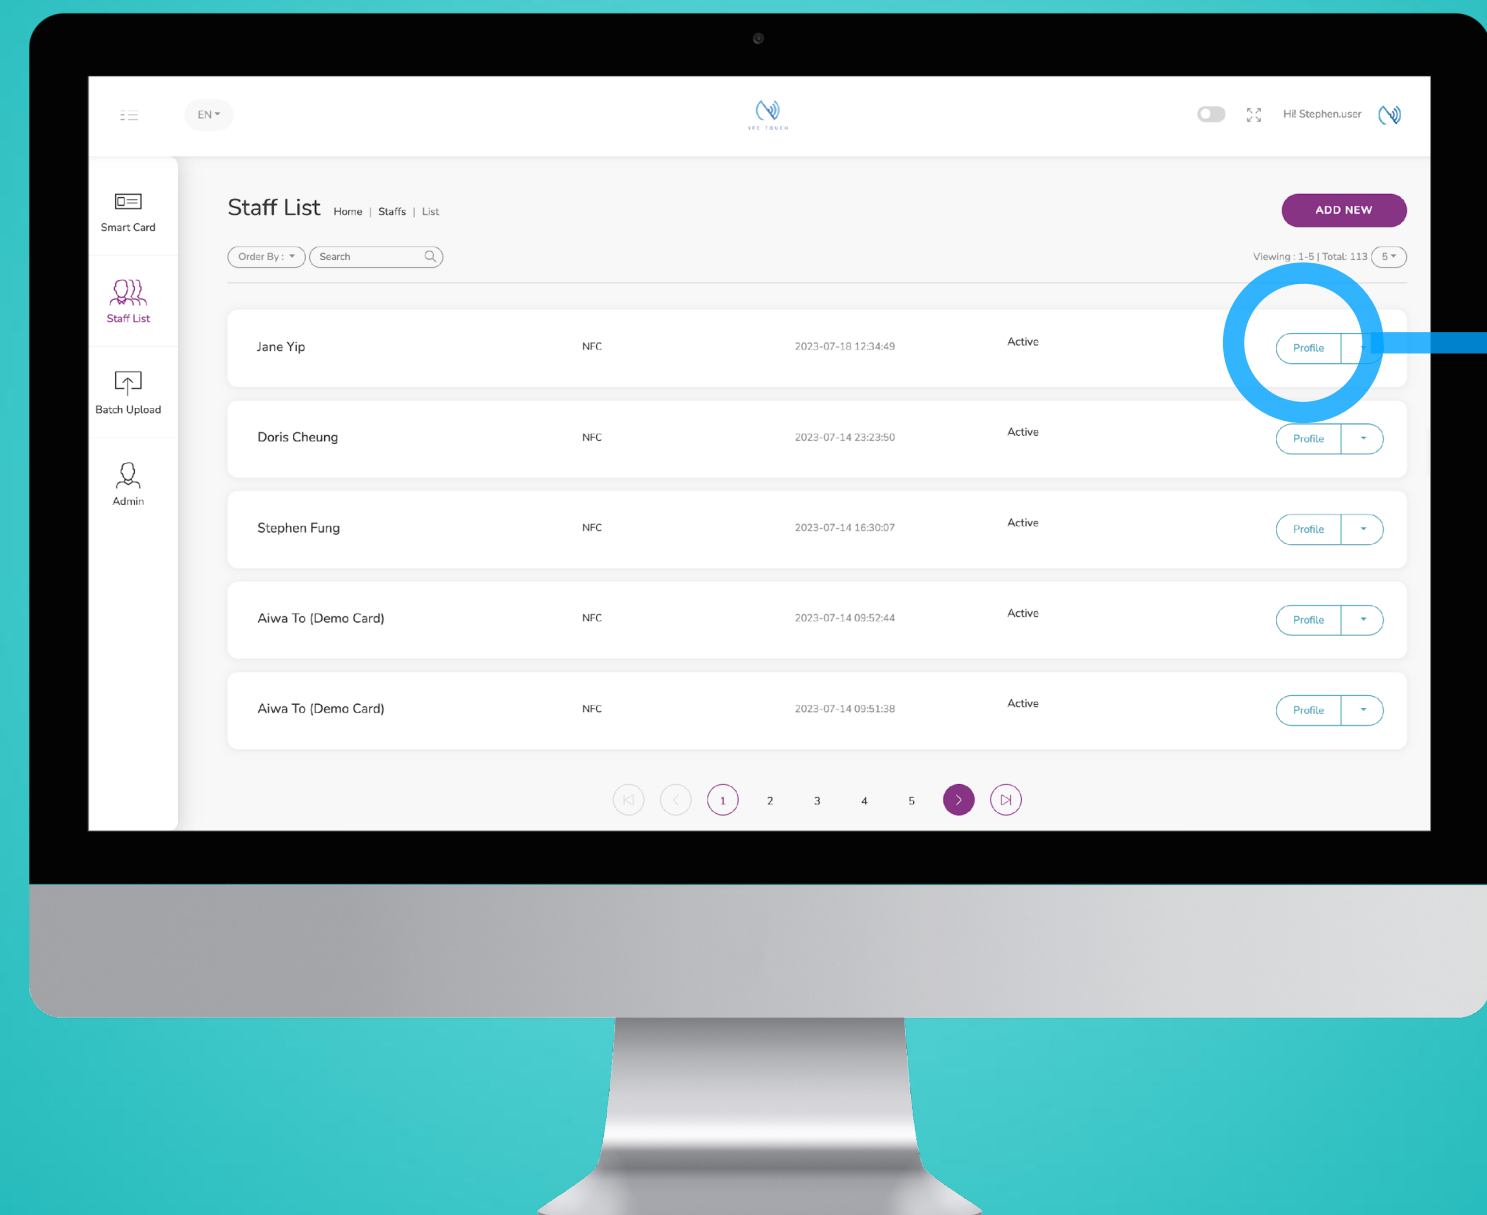 EN
NFC TOUCH
Hi! Stephen.user
Smart Card
Staff List
Batch Upload
Admin
Staff List Home | Staffs | List
ADD NEW
Order By : Search
Viewing : 1-5 | Total: 113 5
Jane Yip NFC 2023-07-18 12:34:49 Active Profile
Doris Cheung NFC 2023-07-14 23:23:50 Active Profile
Stephen Fung NFC 2023-07-14 16:30:07 Active Profile
Aiwa To (Demo Card) NFC 2023-07-14 09:52:44 Active Profile
Aiwa To (Demo Card) NFC 2023-07-14 09:51:38 Active Profile
1 2 3 4 5